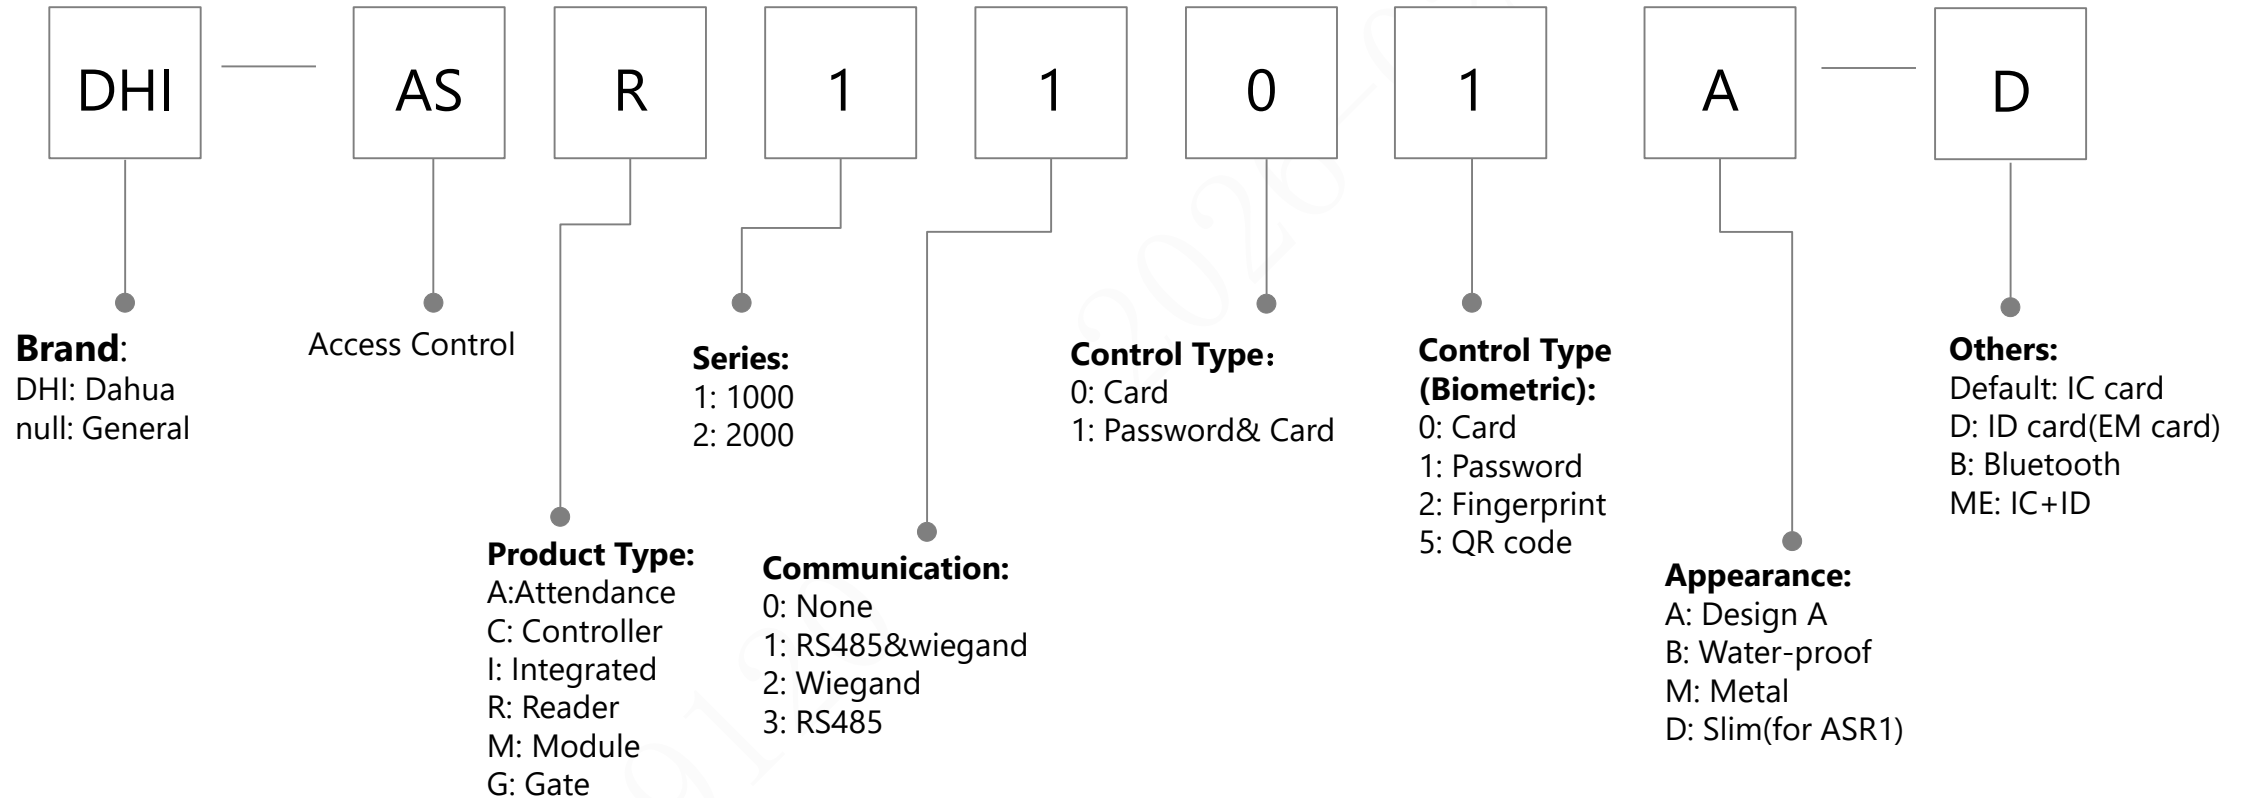 DHI — AS R 1 1 0 1 A — D
Brand:
DHI: Dahua
null: General
Access Control
Product Type:
A:Attendance
C: Controller
I: Integrated
R: Reader
M: Module
G: Gate
Series:
1: 1000
2: 2000
Communication:
0: None
1: RS485&wiegand
2: Wiegand
3: RS485
Control Type：
0: Card
1: Password& Card
Control Type
(Biometric):
0: Card
1: Password
2: Fingerprint
5: QR code
Appearance:
A: Design A
B: Water-proof
M: Metal
D: Slim(for ASR1)
Others:
Default: IC card
D: ID card(EM card)
B: Bluetooth
ME: IC+ID